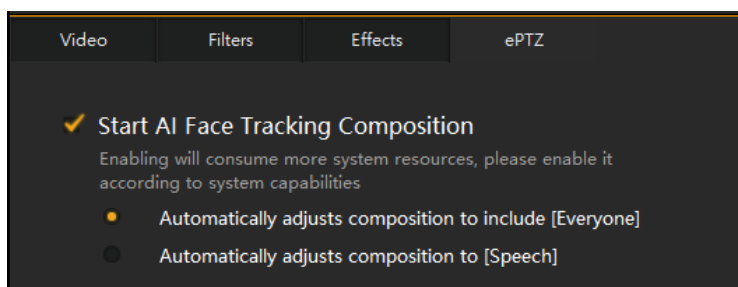 Video Filters Effects ePTZ
Start AI Face Tracking Composition
Enabling will consume more system resources, please enable it
according to system capabilities
Automatically adjusts composition to include [Everyone]
Automatically adjusts composition to [Speech]